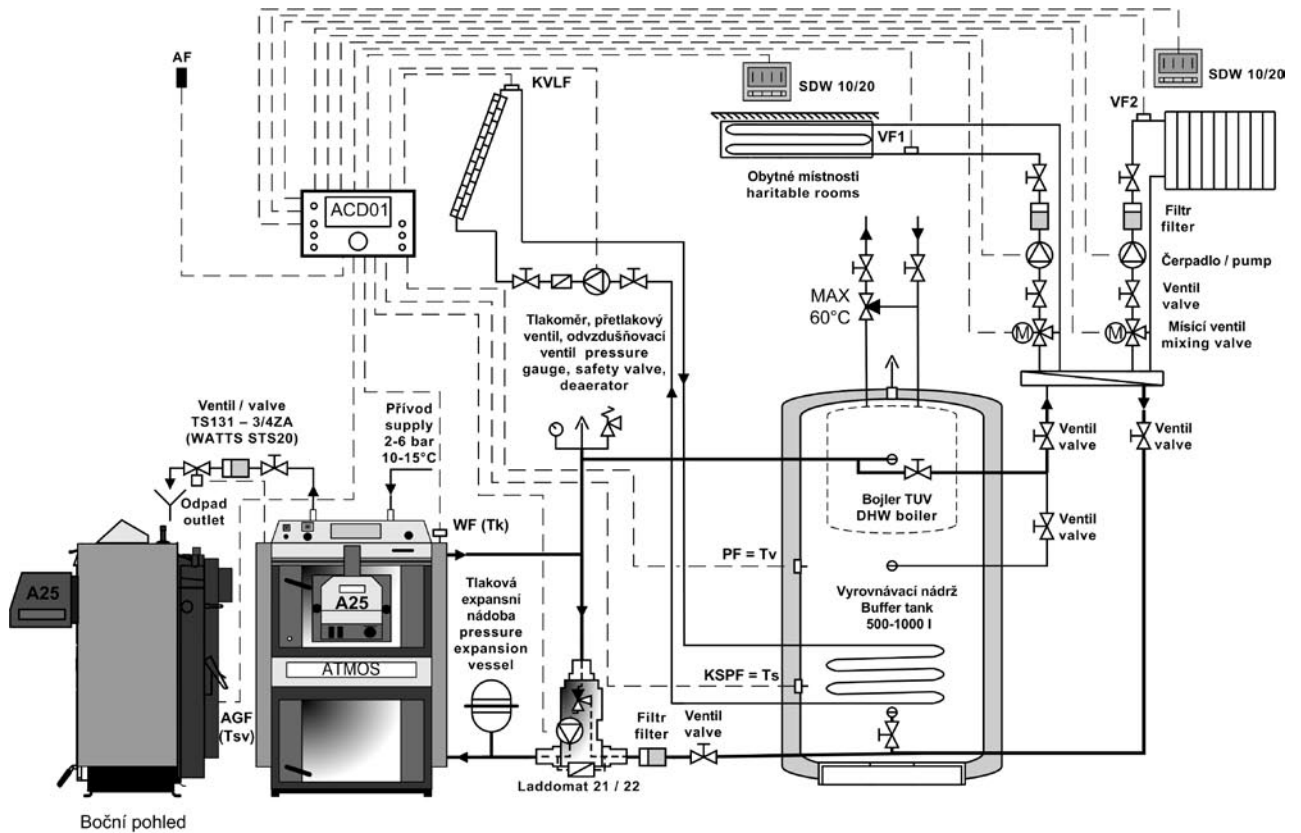 AF
KVLF
SDW 10/20
SDW 10/20
VF2
VF1
ACD01
Obytné místnosti
haritable rooms
Filtr
filter
Čerpadlo / pump
Ventil
valve
Mísící ventil
mixing valve
M
M
MAX
60°C
Tlakoměr, přetlakový
ventil, odvzdušňovací
ventil pressure
gauge, safety valve,
deaerator
Ventil / valve
TS131 – 3/4ZA
(WATTS STS20)
Přívod
supply
2-6 bar
10-15°C
Ventil
valve
Ventil
valve
Odpad
outlet
Bojler TUV
DHW boiler
WF (Tk)
Ventil
valve
PF = Tv
A25
A25
Tlaková
expansní
nádoba
pressure
expansion
vessel
Vyrovnávací nádrž
Buffer tank
500-1000 l
ATMOS
KSPF = Ts
AGF
(Tsv)
Filtr
filter
Ventil
valve
Laddomat 21 / 22
Boční pohled